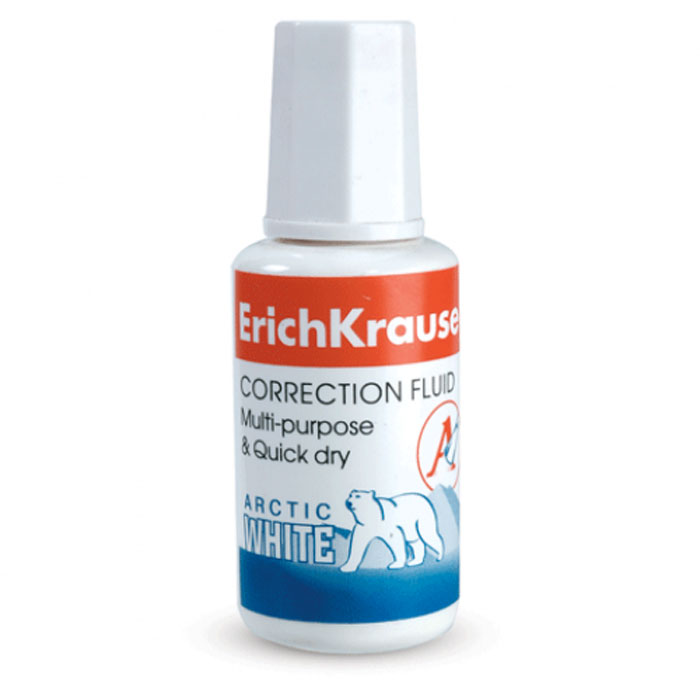 ErichKrause
CORRECTION FLUID
Multi-purpose
& Quick dry
A
ARCTIC
WHITE